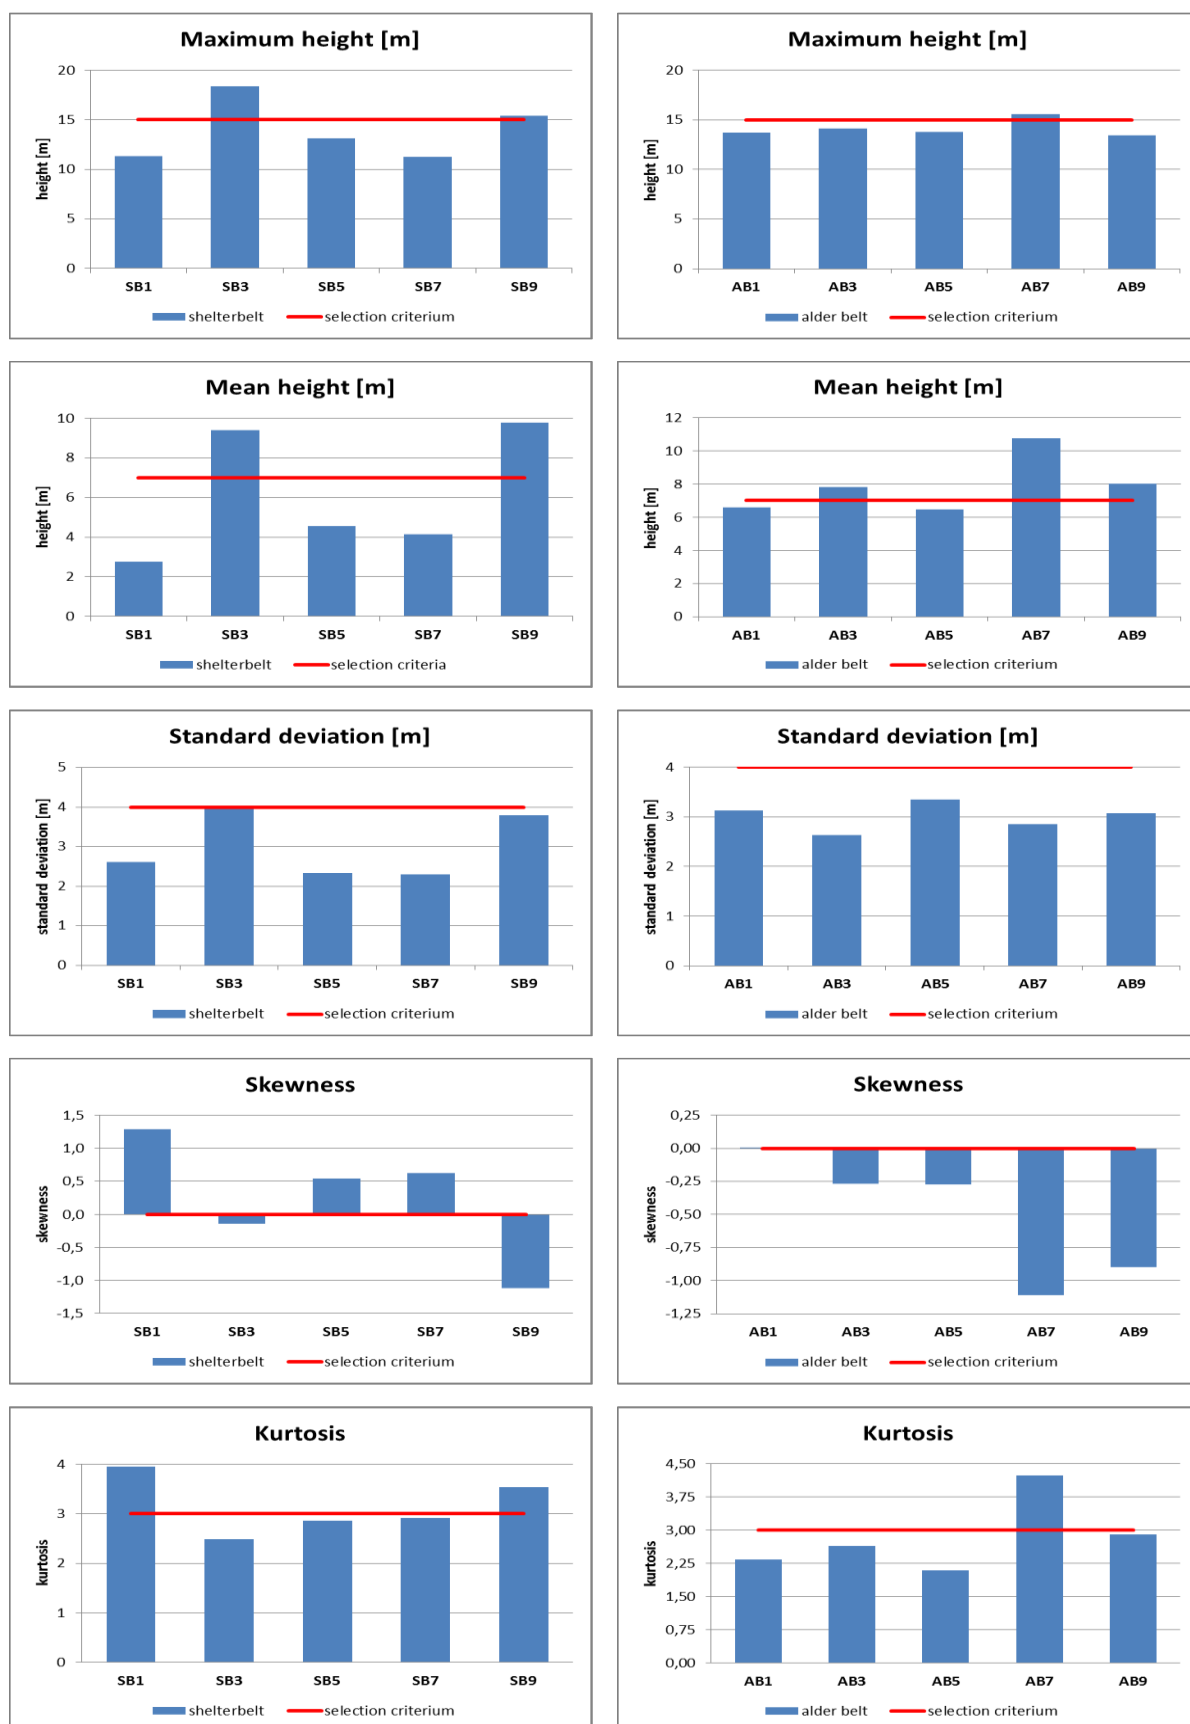 Maximum height [m]
height [m]
20
15
10
5
0
SB1 SB3 SB5 SB7 SB9
shelterbelt selection criterium
Maximum height [m]
height [m]
20
15
10
5
0
AB1 AB3 AB5 AB7 AB9
alder belt selection criterium
Mean height [m]
height [m]
10
8
6
4
2
0
SB1 SB3 SB5 SB7 SB9
shelterbelt selection criteria
Mean height [m]
height [m]
12
10
8
6
4
2
0
AB1 AB3 AB5 AB7 AB9
alder belt selection criterium
Standard deviation [m]
standard deviation [m]
5
4
3
2
1
0
SB1 SB3 SB5 SB7 SB9
shelterbelt selection criterium
Standard deviation [m]
standard deviation [m]
4
3
2
1
0
AB1 AB3 AB5 AB7 AB9
alder belt selection criterium
Skewness
skewness
1,5
1,0
0,5
0,0
-0,5
-1,0
-1,5
SB1 SB3 SB5 SB7 SB9
shelterbelt selection criterium
Skewness
skewness
0,25
0,00
-0,25
-0,50
-0,75
-1,00
-1,25
AB1 AB3 AB5 AB7 AB9
alder belt selection criterium
Kurtosis
kurtosis
4
3
2
1
0
SB1 SB3 SB5 SB7 SB9
shelterbelt selection criterium
Kurtosis
kurtosis
4,50
3,75
3,00
2,25
1,50
0,75
0,00
AB1 AB3 AB5 AB7 AB9
alder belt selection criterium